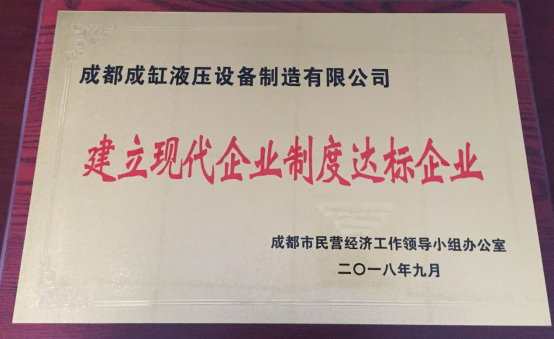 成都成缸液压设备制造有限公司
建立现代企业制度达标企业
成都市民营经济工作领导小组办公室
二〇一八年九月